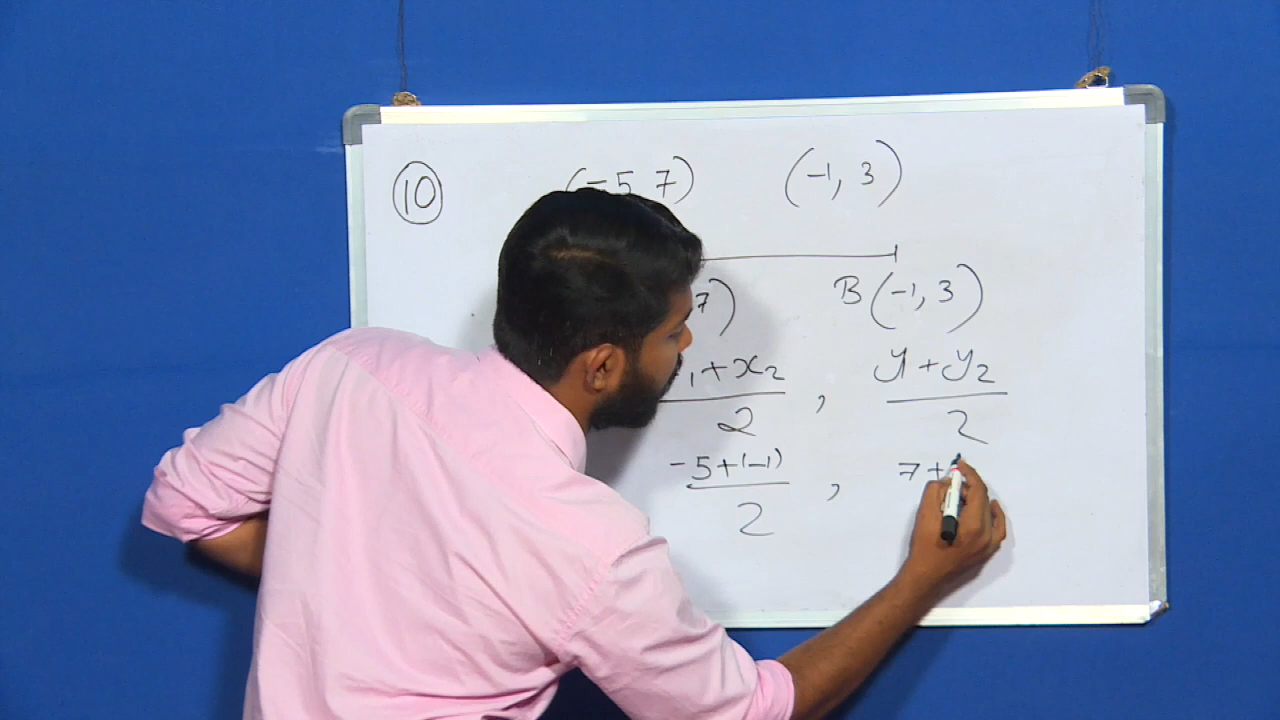 ⑩ (-5 7) (-1, 3)
7) B(-1, 3)
1+x2 / 2 , y+y2 / 2
-5+(-1) / 2 , 7+